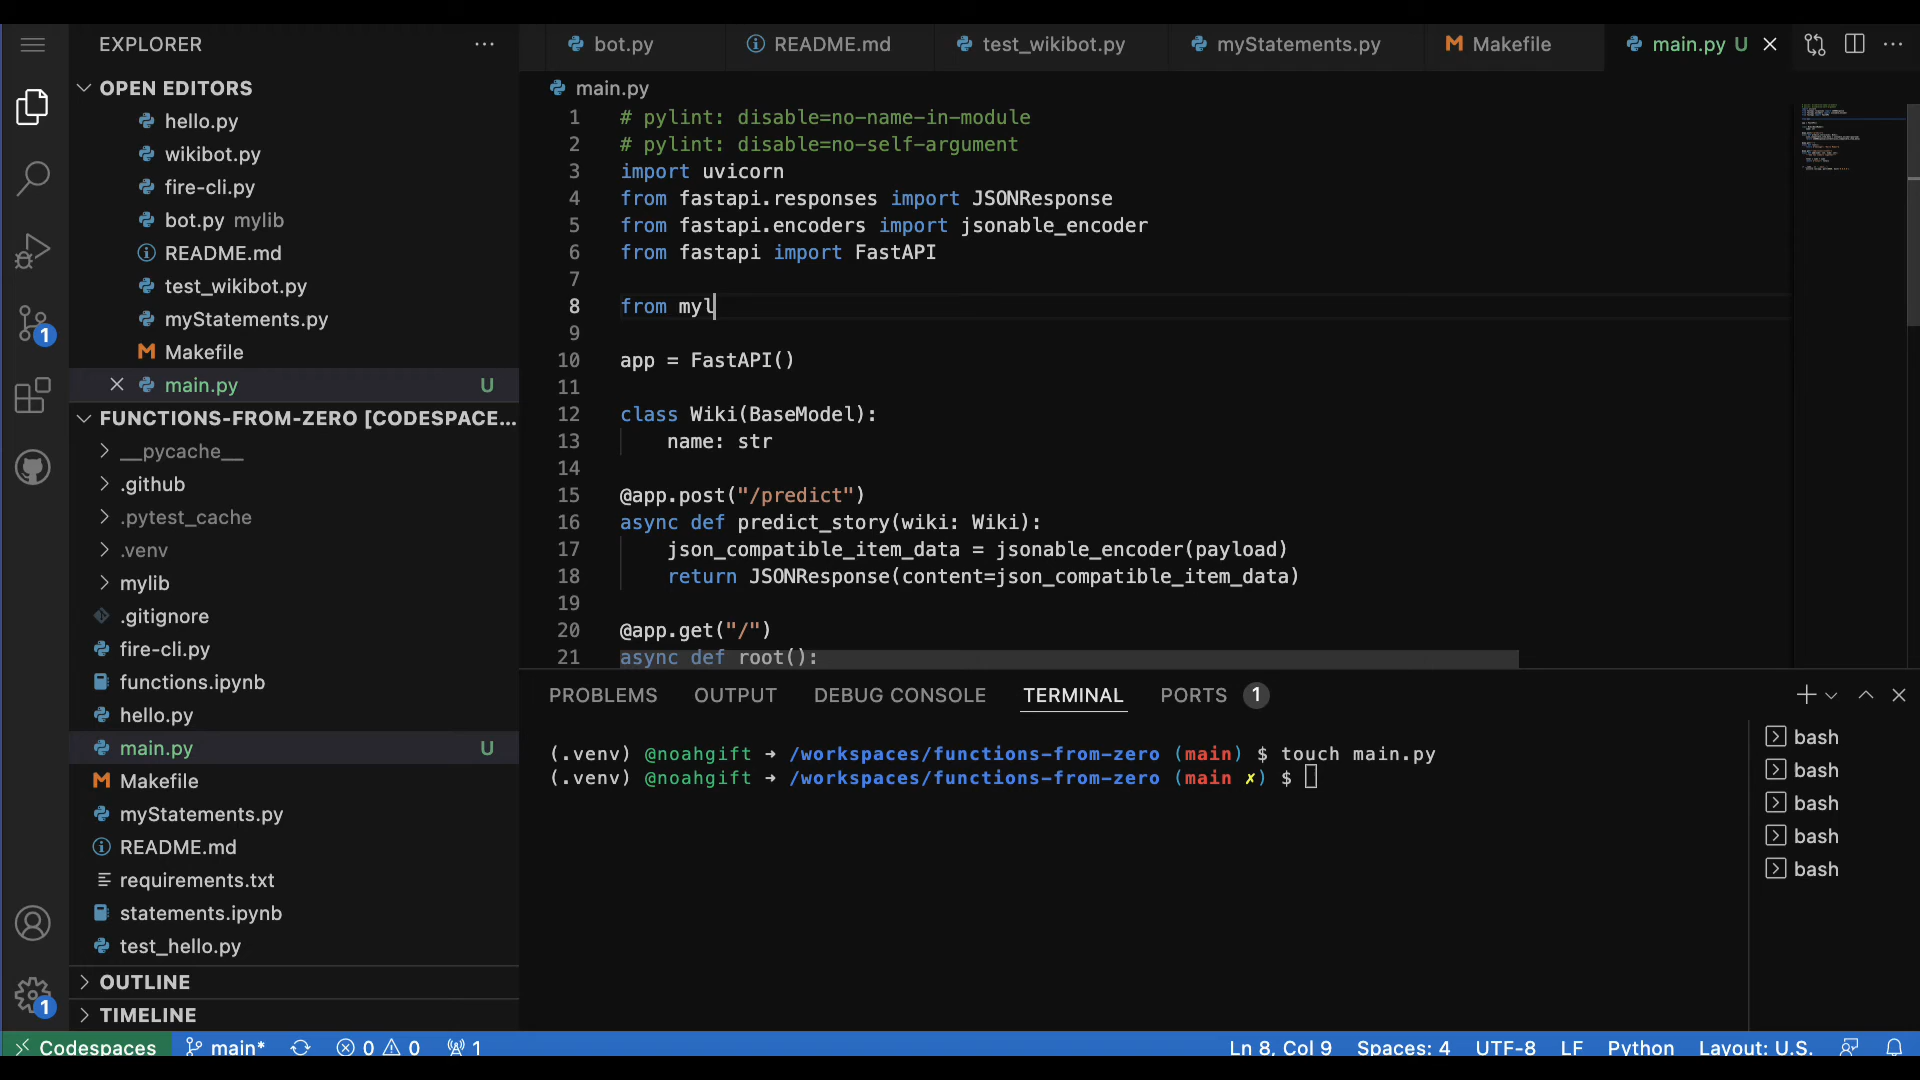 EXPLORER
OPEN EDITORS
hello.py
wikibot.py
fire-cli.py
bot.py mylib
README.md
test_wikibot.py
myStatements.py
Makefile
main.py U
FUNCTIONS-FROM-ZERO [CODESPACE...
__pycache__
.github
.pytest_cache
.venv
mylib
.gitignore
fire-cli.py
functions.ipynb
hello.py
main.py U
Makefile
myStatements.py
README.md
requirements.txt
statements.ipynb
test_hello.py
OUTLINE
TIMELINE
1
1
bot.py README.md test_wikibot.py myStatements.py Makefile main.py U
main.py
1 # pylint: disable=no-name-in-module
2 # pylint: disable=no-self-argument
3 import uvicorn
4 from fastapi.responses import JSONResponse
5 from fastapi.encoders import jsonable_encoder
6 from fastapi import FastAPI
7
8 from myl
9
10 app = FastAPI()
11
12 class Wiki(BaseModel):
13 name: str
14
15 @app.post("/predict")
16 async def predict_story(wiki: Wiki):
17 json_compatible_item_data = jsonable_encoder(payload)
18 return JSONResponse(content=json_compatible_item_data)
19
20 @app.get("/")
21 async def root():
PROBLEMS OUTPUT DEBUG CONSOLE TERMINAL PORTS 1
(.venv) @noahgift ➜ /workspaces/functions-from-zero (main) $ touch main.py
(.venv) @noahgift ➜ /workspaces/functions-from-zero (main ✗) $
bash
bash
bash
bash
bash
Codespaces main* 0 0 1 Ln 8, Col 9 Spaces: 4 UTF-8 LF Python Layout: U.S.